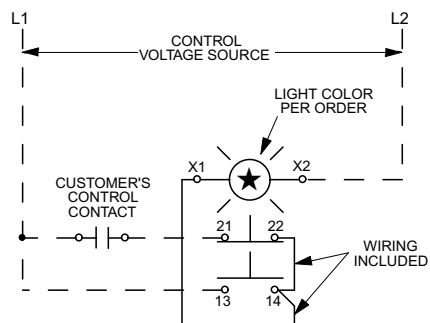 L1
L2
CONTROL
VOLTAGE SOURCE
LIGHT COLOR
PER ORDER
X1
X2
CUSTOMER'S
CONTROL
CONTACT
21
22
WIRING
INCLUDED
13
14